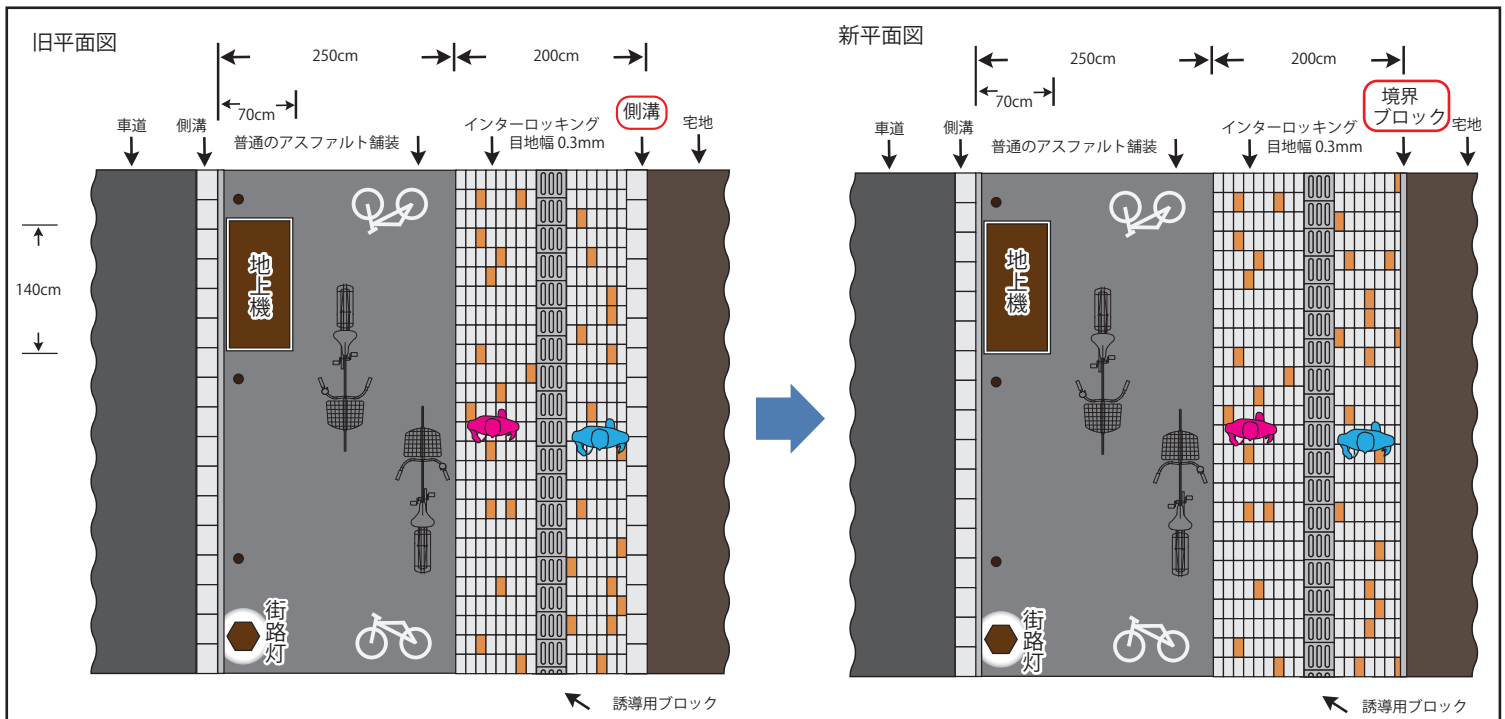 旧平面図
250cm
200cm
70cm
車道
側溝
普通のアスファルト舗装
インターロッキング
目地幅 0.3mm
側溝
宅地
140cm
地上機
街路灯
誘導用ブロック
新平面図
250cm
200cm
70cm
車道
側溝
普通のアスファルト舗装
インターロッキング
目地幅 0.3mm
境界
ブロック
宅地
地上機
街路灯
誘導用ブロック